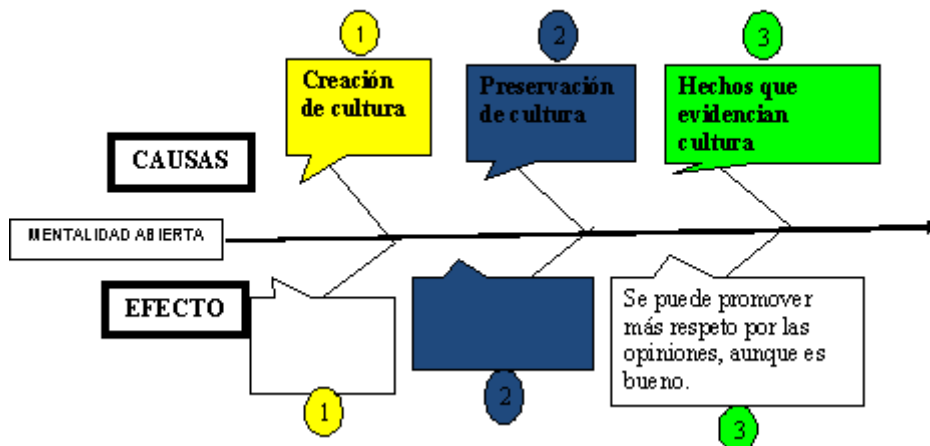 1
2
3
Creación
de cultura
Preservación
de cultura
Hechos que
evidencian
cultura
CAUSAS
MENTALIDAD ABIERTA
EFECTO
Se puede promover
más respeto por las
opiniones, aunque es
bueno.
1
2
3